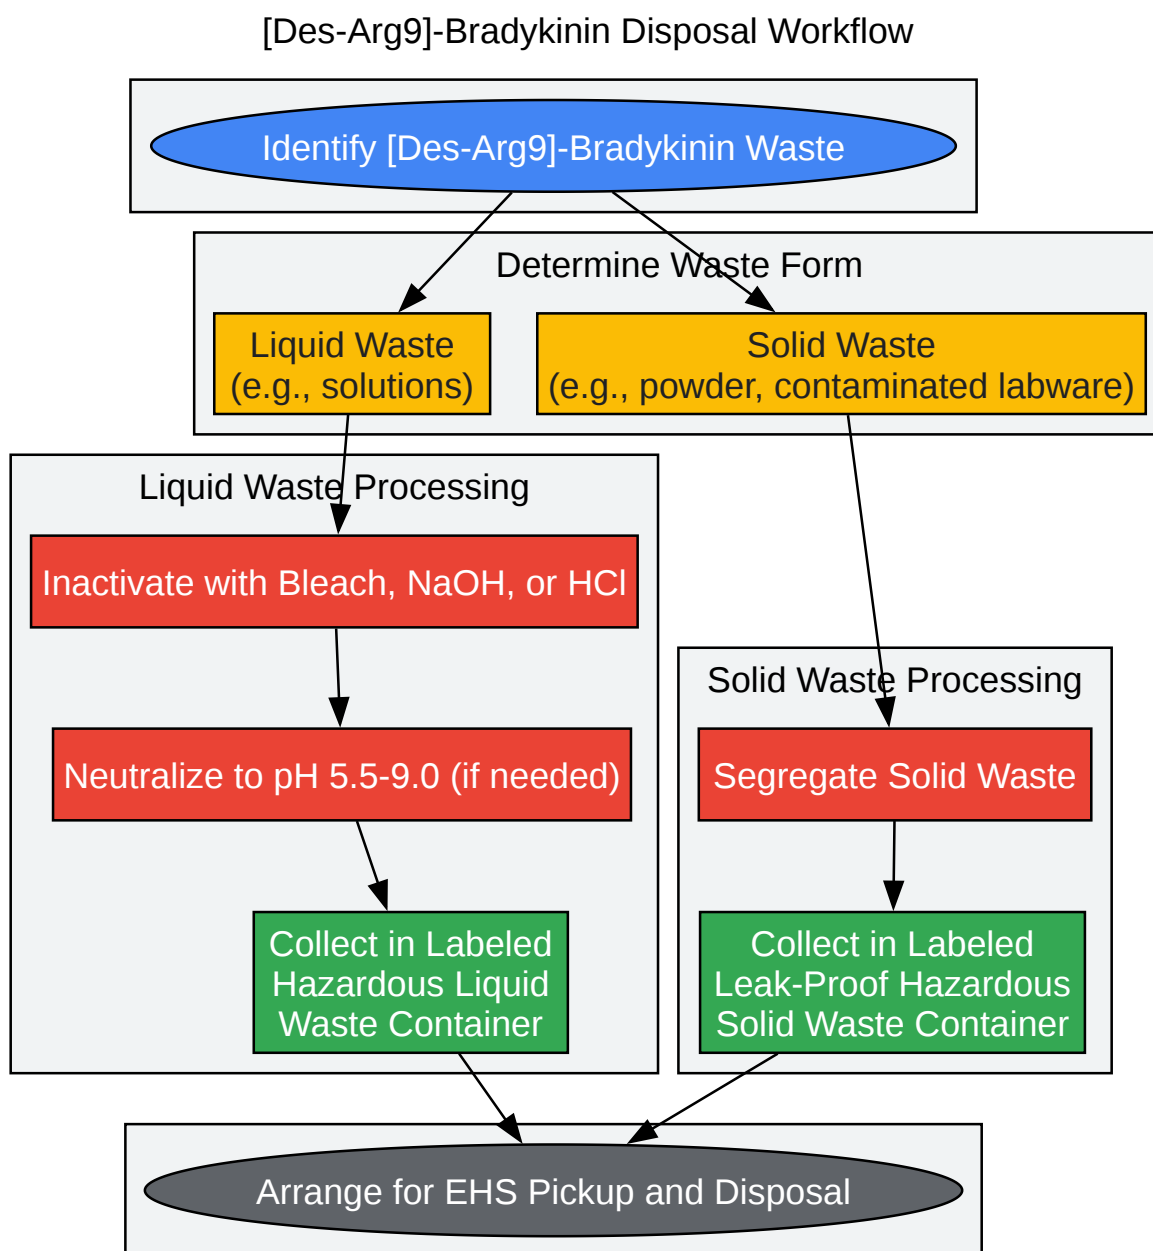 [Des-Arg9]-Bradykinin Disposal Workflow
Identify [Des-Arg9]-Bradykinin Waste
Determine Waste Form
Liquid Waste
(e.g., solutions)
Solid Waste
(e.g., powder, contaminated labware)
Liquid Waste Processing
Inactivate with Bleach, NaOH, or HCl
Neutralize to pH 5.5-9.0 (if needed)
Collect in Labeled
Hazardous Liquid
Waste Container
Solid Waste Processing
Segregate Solid Waste
Collect in Labeled
Leak-Proof Hazardous
Solid Waste Container
Arrange for EHS Pickup and Disposal